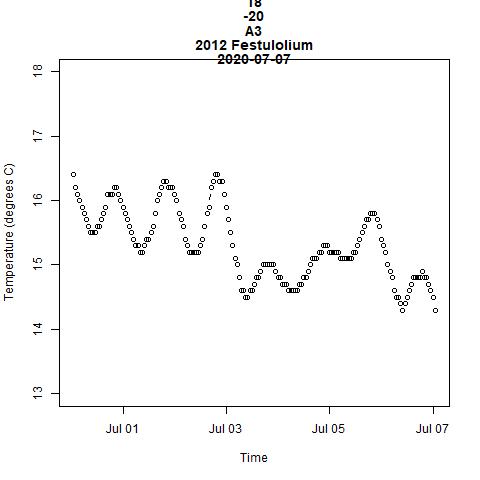 18
-20
A3
2012 Festulolium
2020-07-07
Temperature (degrees C)
18
17
16
15
14
13
Jul 01
Jul 03
Jul 05
Jul 07
Time